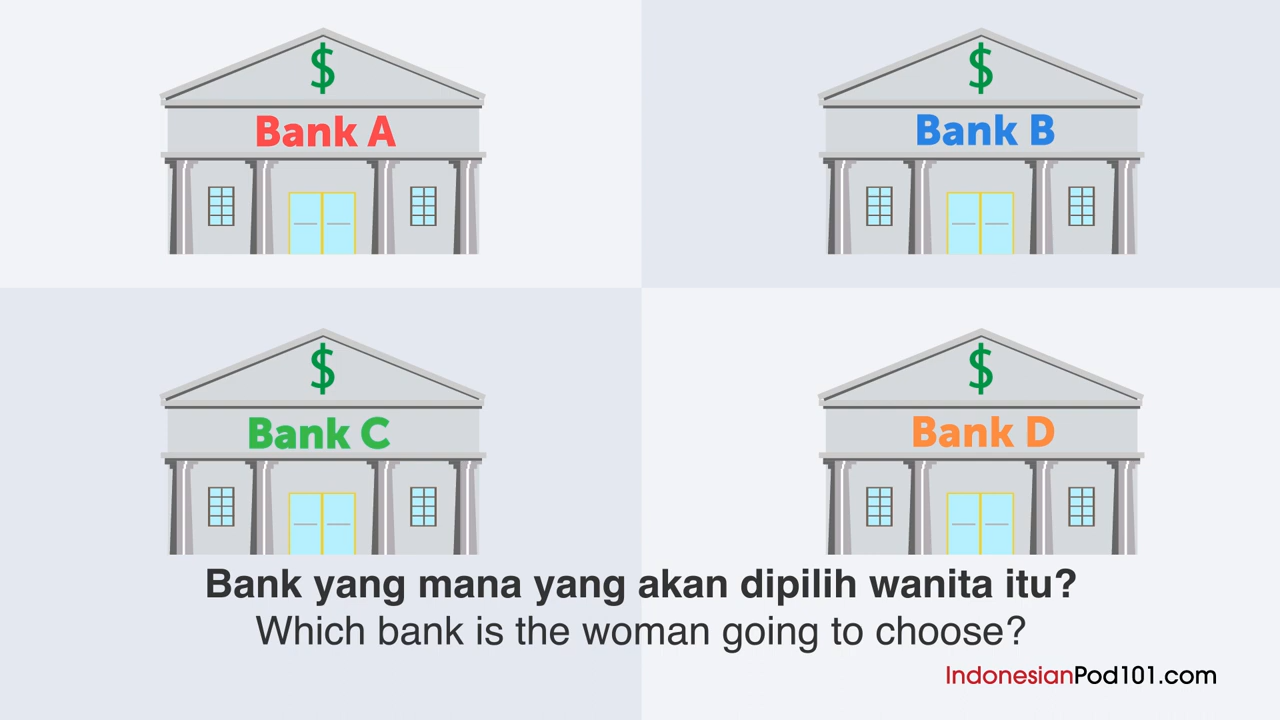 $
Bank A
$
Bank B
$
Bank C
$
Bank D
Bank yang mana yang akan dipilih wanita itu?
Which bank is the woman going to choose?
IndonesianPod101.com